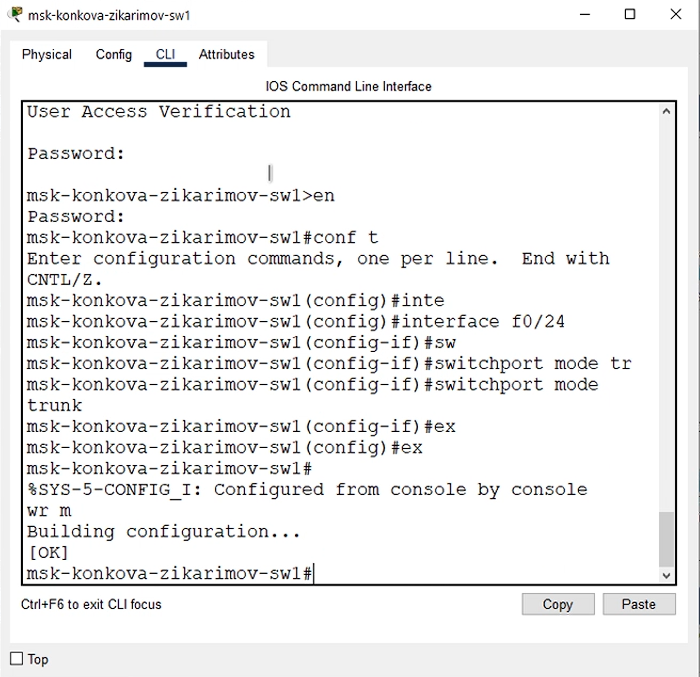 msk-konkova-zikarimov-sw1
Physical Config CLI Attributes
IOS Command Line Interface
User Access Verification
Password:
msk-konkova-zikarimov-sw1>en
Password:
msk-konkova-zikarimov-sw1#conf t
Enter configuration commands, one per line.  End with
CNTL/Z.
msk-konkova-zikarimov-sw1(config)#inte
msk-konkova-zikarimov-sw1(config)#interface f0/24
msk-konkova-zikarimov-sw1(config-if)#sw
msk-konkova-zikarimov-sw1(config-if)#switchport mode tr
msk-konkova-zikarimov-sw1(config-if)#switchport mode
trunk
msk-konkova-zikarimov-sw1(config-if)#ex
msk-konkova-zikarimov-sw1(config)#ex
msk-konkova-zikarimov-sw1#
%SYS-5-CONFIG_I: Configured from console by console
wr m
Building configuration...
[OK]
msk-konkova-zikarimov-sw1#
Ctrl+F6 to exit CLI focus Copy Paste
Top